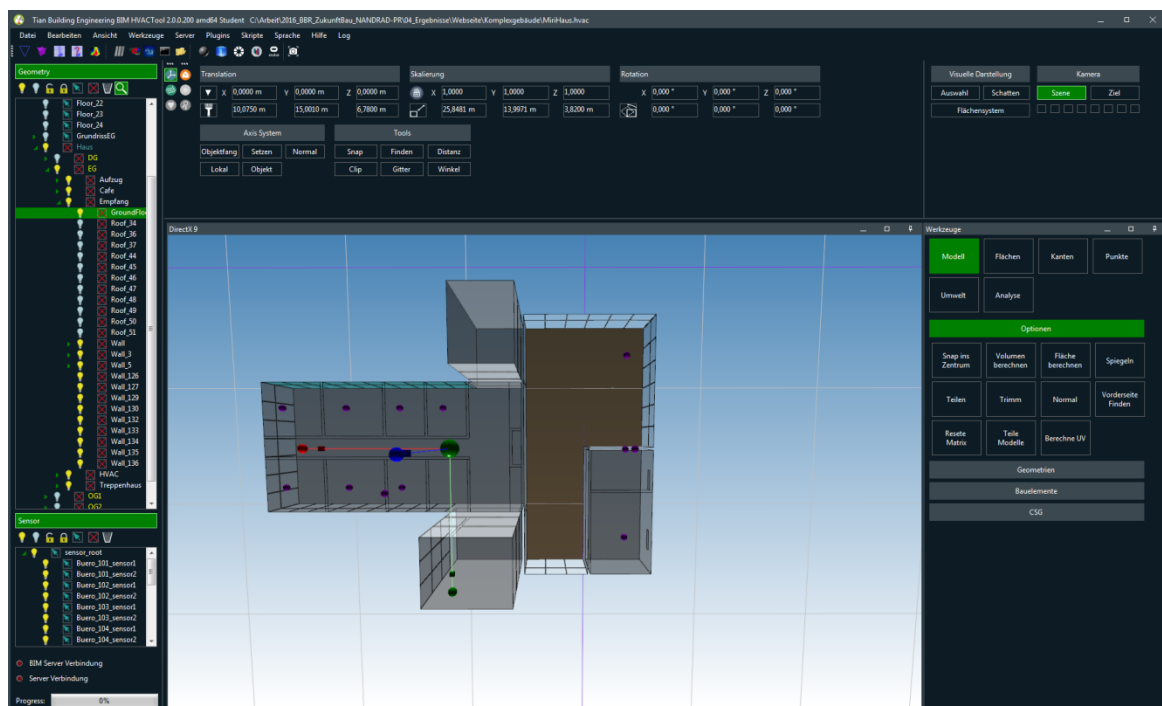 Tian Building Engineering BIM HVACTool 2.0.0.200 amd64 Student C:\Arbeit\2016_BBR_ZukunftBau_NANDRAD-PR\04_Ergebnisse\Webseite\Komplexgebäude\MiniHaus.hvac
Datei Bearbeiten Ansicht Werkzeuge Server Plugins Skripte Sprache Hilfe Log
Geometry
Floor_22
Floor_23
Floor_24
GrundrissEG
Haus
DG
EG
Aufzug
Cafe
Empfang
GroundFlo
Roof_34
Roof_36
Roof_37
Roof_44
Roof_45
Roof_46
Roof_47
Roof_48
Roof_49
Roof_50
Roof_51
Wall
Wall_3
Wall_5
Wall_126
Wall_127
Wall_129
Wall_130
Wall_132
Wall_133
Wall_134
Wall_135
Wall_136
HVAC
Treppenhaus
OG1
OG2
Sensor
sensor_root
Buero_101_sensor1
Buero_101_sensor2
Buero_102_sensor1
Buero_102_sensor2
Buero_103_sensor1
Buero_103_sensor2
Buero_104_sensor1
Buero_104_sensor2
BIM Server Verbindung
Server Verbindung
Progress: 0%
Translation Skalierung Rotation
X 0,0000 m Y 0,0000 m Z 0,0000 m X 1,0000 Y 1,0000 Z 1,0000 X 0,000 ° Y 0,000 ° Z 0,000 °
10,0750 m 15,0010 m 6,7800 m 25,8481 m 13,9971 m 3,8200 m 0,000 ° 0,000 ° 0,000 °
Axis System Tools
Objektfang Setzen Normal Snap Finden Distanz
Lokal Objekt Clip Gitter Winkel
Visuelle Darstellung Kamera
Auswahl Schatten Szene Ziel
Flächensystem
DirectX 9
Werkzeuge
Modell Flächen Kanten Punkte
Umwelt Analyse
Optionen
Snap ins Zentrum Volumen berechnen Fläche berechnen Spiegeln
Teilen Trimm Normal Vorderseite Finden
Resete Matrix Teile Modelle Berechne UV
Geometrien
Bauelemente
CSG